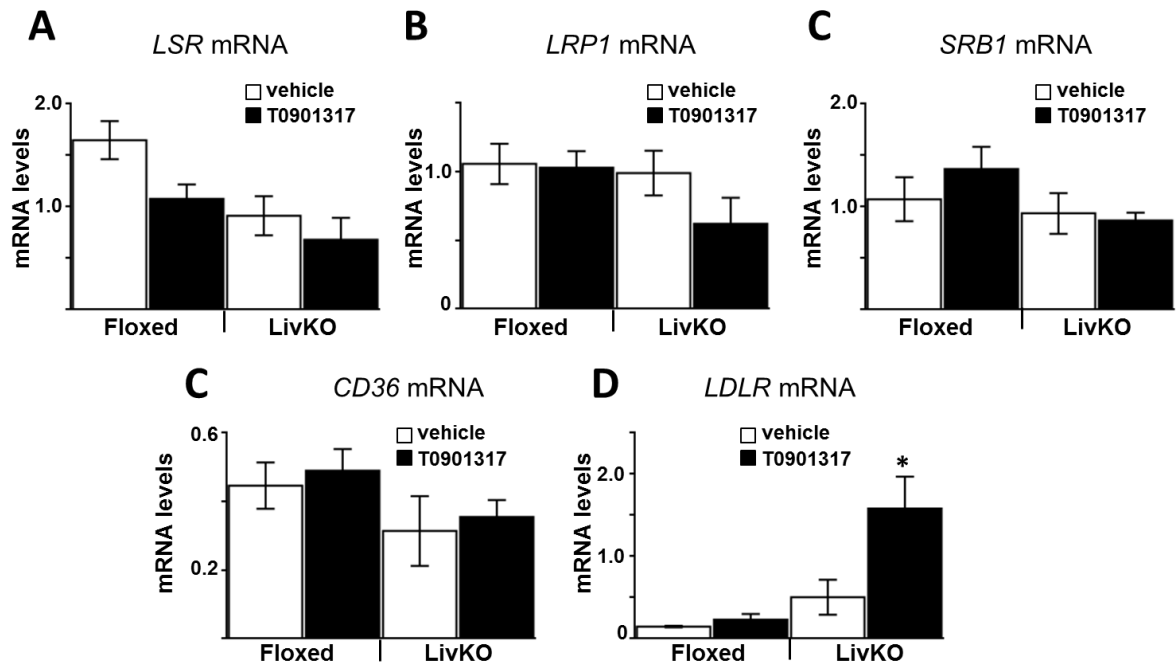 A
LSR mRNA
vehicle
T0901317
mRNA levels
2.0
1.0
Floxed
LivKO
B
LRP1 mRNA
vehicle
T0901317
mRNA levels
1.0
0
Floxed
LivKO
C
SRB1 mRNA
vehicle
T0901317
mRNA levels
2.0
1.0
Floxed
LivKO
C
CD36 mRNA
vehicle
T0901317
mRNA levels
0.6
0.2
Floxed
LivKO
D
LDLR mRNA
vehicle
T0901317
*
mRNA levels
2.0
1.0
0
Floxed
LivKO